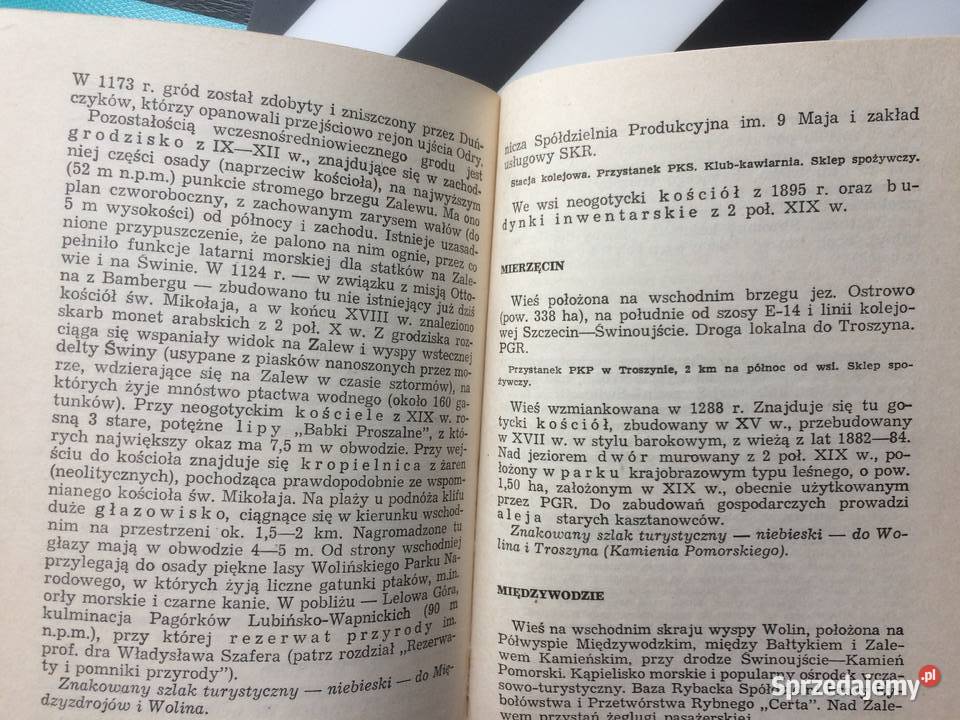 W 1173 r. gród został zdobyty i zniszczony przez Duń-
czyków, którzy opanowali przejściowo rejon ujścia Odry.
Pozostałością wczesnośredniowiecznego grodu jest
grodzisko z IX—XII w., znajdujące się w zachod-
niej części osady (naprzeciw kościoła), na najwyższym
(52 m n.p.m.) punkcie stromego brzegu Zalewu. Ma ono
plan czworoboczny, z zachowanym zarysem wałów (do
5 m wysokości) od północy i zachodu. Istnieje uzasad-
nione przypuszczenie, że palono na nim ognie, przez co
pełniło funkcje latarni morskiej dla statków na Zale-
wie i na Świnie. W 1124 r. — w związku z misją Otto-
na z Bambergu — zbudowano tu nie istniejący już dziś
kościół św. Mikołaja, a w końcu XVIII w. znaleziono
skarb monet arabskich z 2 poł. X w. Z grodziska roz-
ciąga się wspaniały widok na Zalew i wyspy wstecznej
delty Świny (usypane z piasków nanoszonych przez mo-
rze, wdzierające się na Zalew w czasie sztormów), na
których żyje mnóstwo ptactwa wodnego (około 160 ga-
tunków). Przy neogotyckim kościele z XIX w. ro-
sną 3 stare, potężne lipy „Babki Proszalne”, z któ-
rych największy okaz ma 7,5 m w obwodzie. Przy wej-
ściu do kościoła znajduje się kropielnica z żaren
(neolitycznych), pochodząca prawdopodobnie ze wspom-
nianego kościoła św. Mikołaja. Na plaży u podnóża klifu
duże głazowisko, ciągnące się w kierunku wschod-
nim na przestrzeni ok. 1,5—2 km. Nagromadzone tu
głazy mają w obwodzie 4—5 m. Od strony wschodniej
przylegają do osady piękne lasy Wolińskiego Parku Na-
rodowego, w których żyją liczne gatunki ptaków, m.in.
orły morskie i czarne kanie. W pobliżu — Lelowa Góra,
kulminacja Pagórków Lubińsko-Wapnickich (90 m
n.p.m.), przy której rezerwat przyrody im.
prof. dra Władysława Szafera (patrz rozdział „Rezerwa-
ty i pomniki przyrody”).
Znakowany szlak turystyczny — niebieski — do Mię-
dzyzdrojów i Wolina.
nicza Spółdzielnia Produkcyjna im. 9 Maja i zakład
usługowy SKR.
Stacja kolejowa. Przystanek PKS. Klub-kawiarnia. Sklep spożywczy.
We wsi neogotycki kościół z 1895 r. oraz bu-
dynki inwentarskie z 2 poł. XIX w.
MIERZĘCIN
Wieś położona na wschodnim brzegu jez. Ostrowo
(pow. 338 ha), na południe od szosy E-14 i linii kolejo-
wej Szczecin—Świnoujście. Droga lokalna do Troszyna.
PGR.
Przystanek PKP w Troszynie, 2 km na północ od wsi. Sklep spo-
żywczy.
Wieś wzmiankowana w 1288 r. Znajduje się tu go-
tycki kościół, zbudowany w XV w., przebudowany
w XVII w. w stylu barokowym, z wieżą z lat 1882—84.
Nad jeziorem dwór murowany z 2 poł. XIX w., po-
łożony w parku krajobrazowym typu leśnego, o pow.
1,50 ha, założonym w XIX w., obecnie użytkowanym
przez PGR. Do zabudowań gospodarczych prowadzi
aleja starych kasztanowców.
Znakowany szlak turystyczny — niebieski — do Wo-
lina i Troszyna (Kamienia Pomorskiego).
MIĘDZYWODZIE
Wieś na wschodnim skraju wyspy Wolin, położona na
Półwyspie Międzywodzkim, między Bałtykiem i Zale-
wem Kamieńskim, przy drodze Świnoujście—Kamień
Pomorski. Kąpielisko morskie i popularny ośrodek wcza-
sowo-turystyczny. Baza Rybacka Spół
bołówstwa i Przetwórstwa Rybnego „Certa”. Nad Zale-
wem przystań żeglugi pasażerskiej.
Sprzedajemy.pl